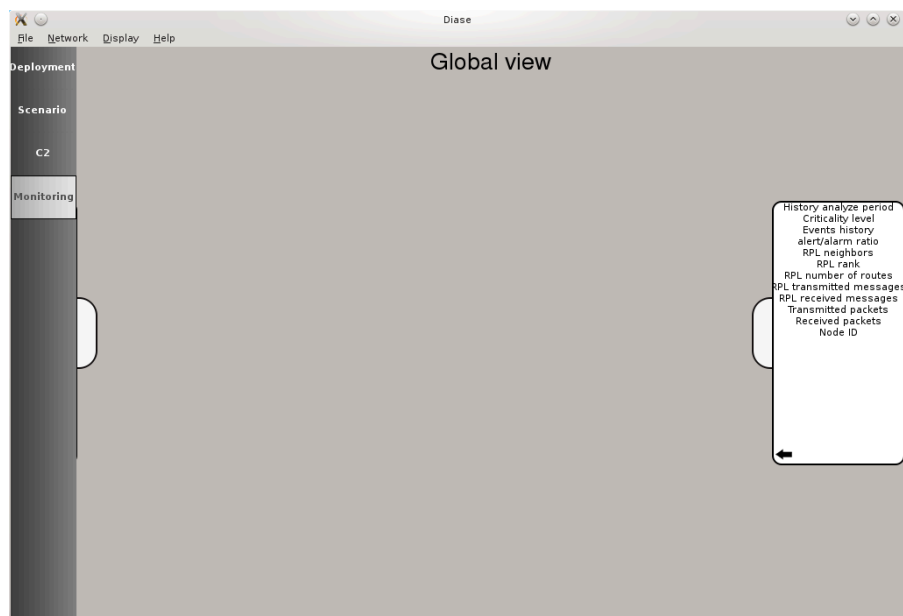 Diase
File Network Display Help
Global view
Deployment
Scenario
C2
Monitoring
History analyze period
Criticality level
Events history
alert/alarm ratio
RPL neighbors
RPL rank
RPL number of routes
RPL transmitted messages
RPL received messages
Transmitted packets
Received packets
Node ID